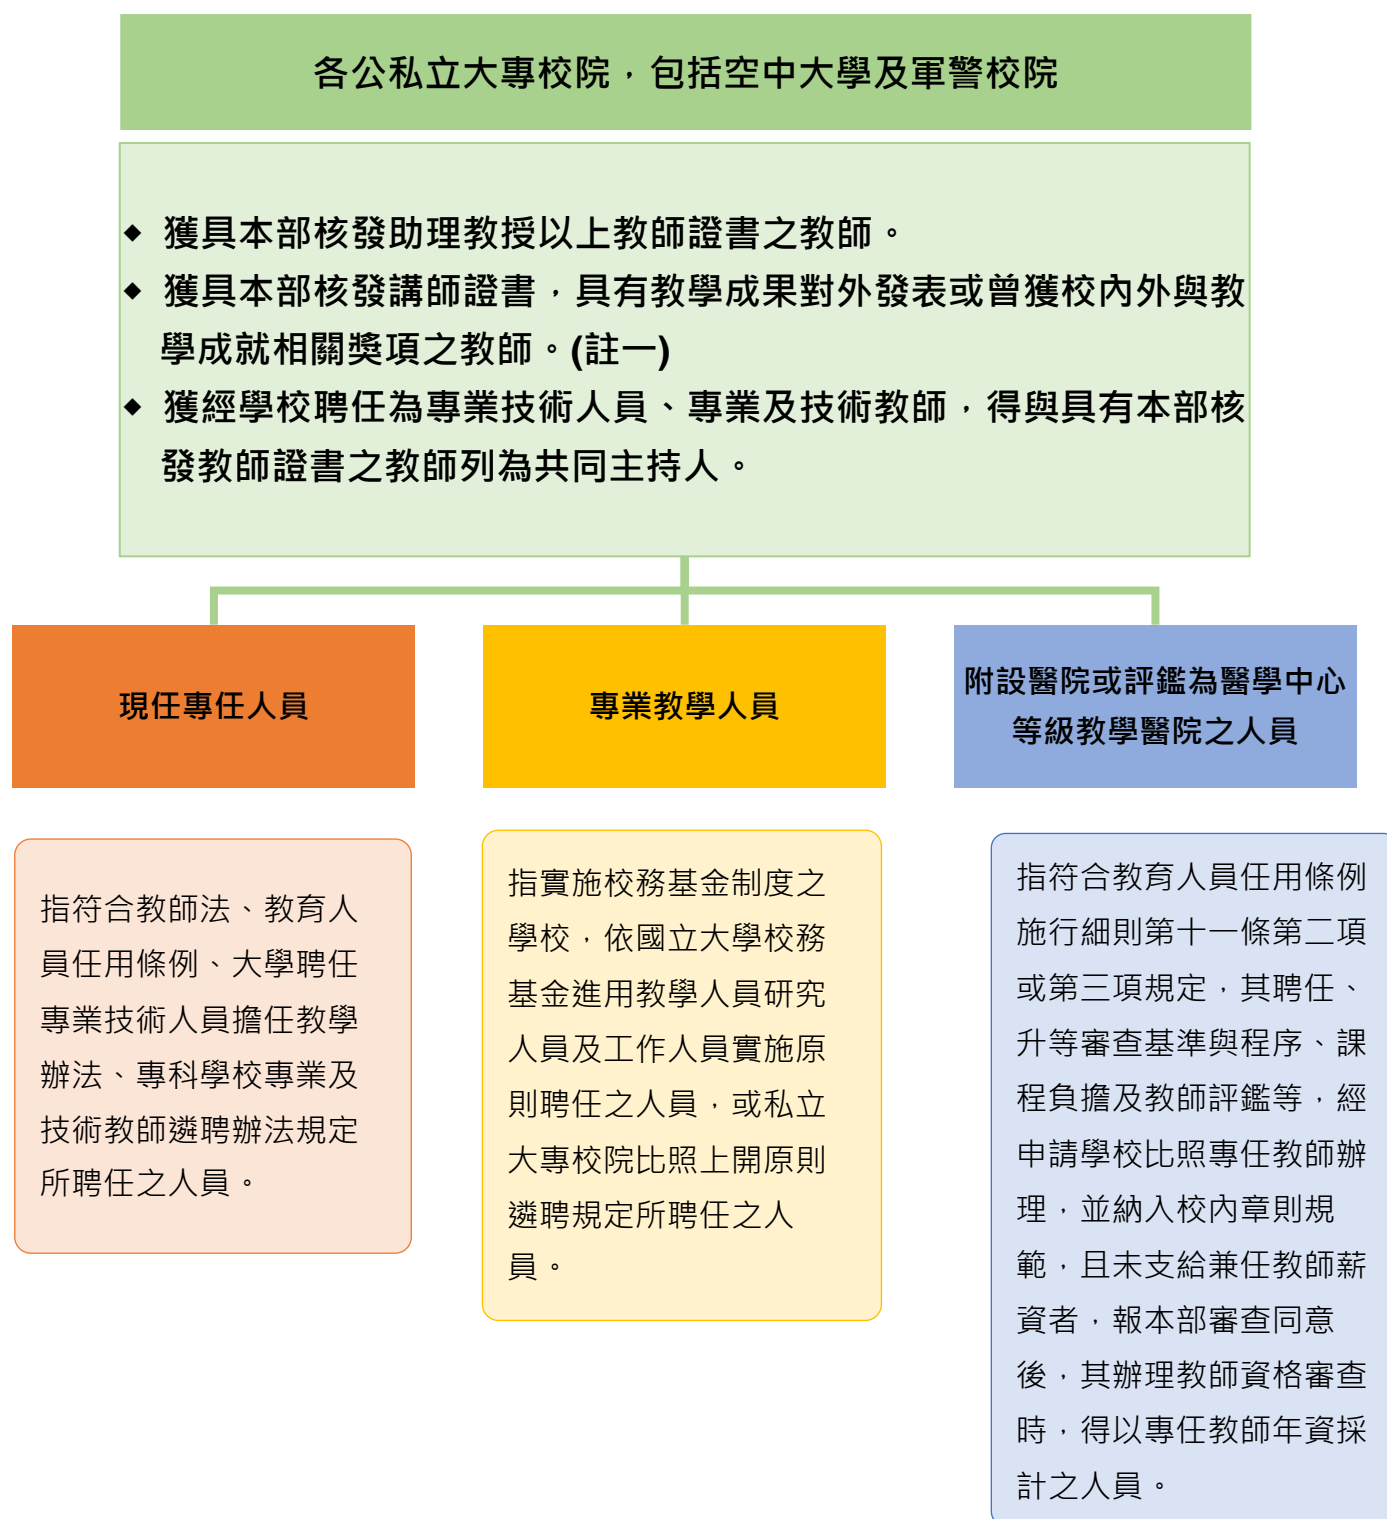 各公私立大專校院，包括空中大學及軍警校院
◆ 獲具本部核發助理教授以上教師證書之教師。
◆ 獲具本部核發講師證書，具有教學成果對外發表或曾獲校內外與教
學成就相關獎項之教師。(註一)
◆ 獲經學校聘任為專業技術人員、專業及技術教師，得與具有本部核
發教師證書之教師列為共同主持人。
現任專任人員
專業教學人員
附設醫院或評鑑為醫學中心
等級教學醫院之人員
指符合教師法、教育人
員任用條例、大學聘任
專業技術人員擔任教學
辦法、專科學校專業及
技術教師遴聘辦法規定
所聘任之人員。
指實施校務基金制度之
學校，依國立大學校務
基金進用教學人員研究
人員及工作人員實施原
則聘任之人員，或私立
大專校院比照上開原則
遴聘規定所聘任之人
員。
指符合教育人員任用條例
施行細則第十一條第二項
或第三項規定，其聘任、
升等審查基準與程序、課
程負擔及教師評鑑等，經
申請學校比照專任教師辦
理，並納入校內章則規
範，且未支給兼任教師薪
資者，報本部審查同意
後，其辦理教師資格審查
時，得以專任教師年資採
計之人員。